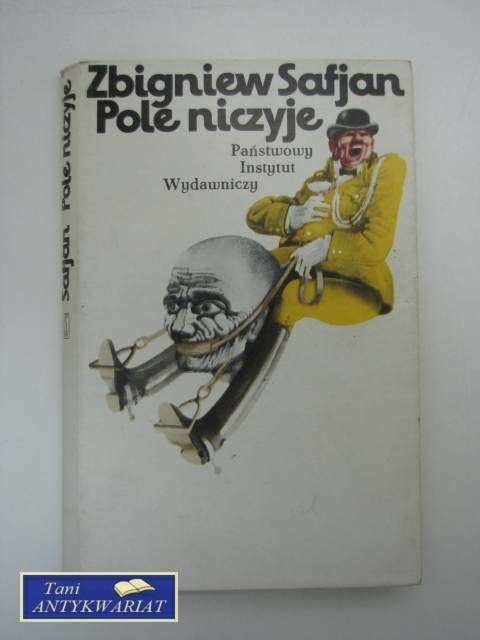 Zbigniew Safjan
Pole niczyje
Państwowy
Instytut
Wydawniczy
Safjan Pole niczyje
Tani
ANTYKWARIAT